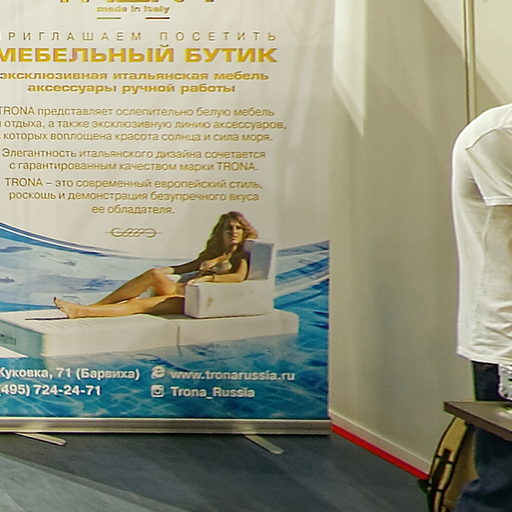 made in Italy
ПРИГЛАШАЕМ ПОСЕТИТЬ
МЕБЕЛЬНЫЙ БУТИК
эксклюзивная итальянская мебель
аксессуары ручной работы
TRONA представляет ослепительно белую мебель
отдыха, а также эксклюзивную линию аксессуаров,
которых воплощена красота солнца и сила моря.
Элегантность итальянского дизайна сочетается
с гарантированным качеством марки TRONA.
TRONA – это современный европейский стиль,
роскошь и демонстрация безупречного вкуса
ее обладателя.
Жуковка, 71 (Барвиха)
www.tronarussia.ru
(495) 724-24-71
Trona_Russia